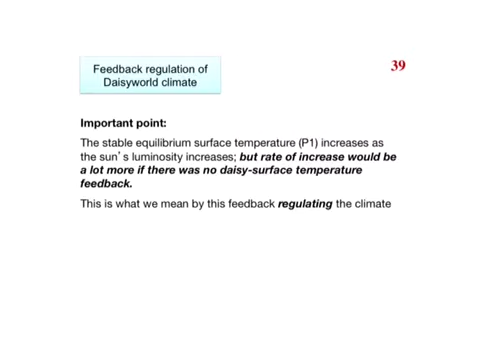 Feedback regulation of
Daisyworld climate
39
Important point:
The stable equilibrium surface temperature (P1) increases as
the sun's luminosity increases; but rate of increase would be
a lot more if there was no daisy-surface temperature
feedback.
This is what we mean by this feedback regulating the climate